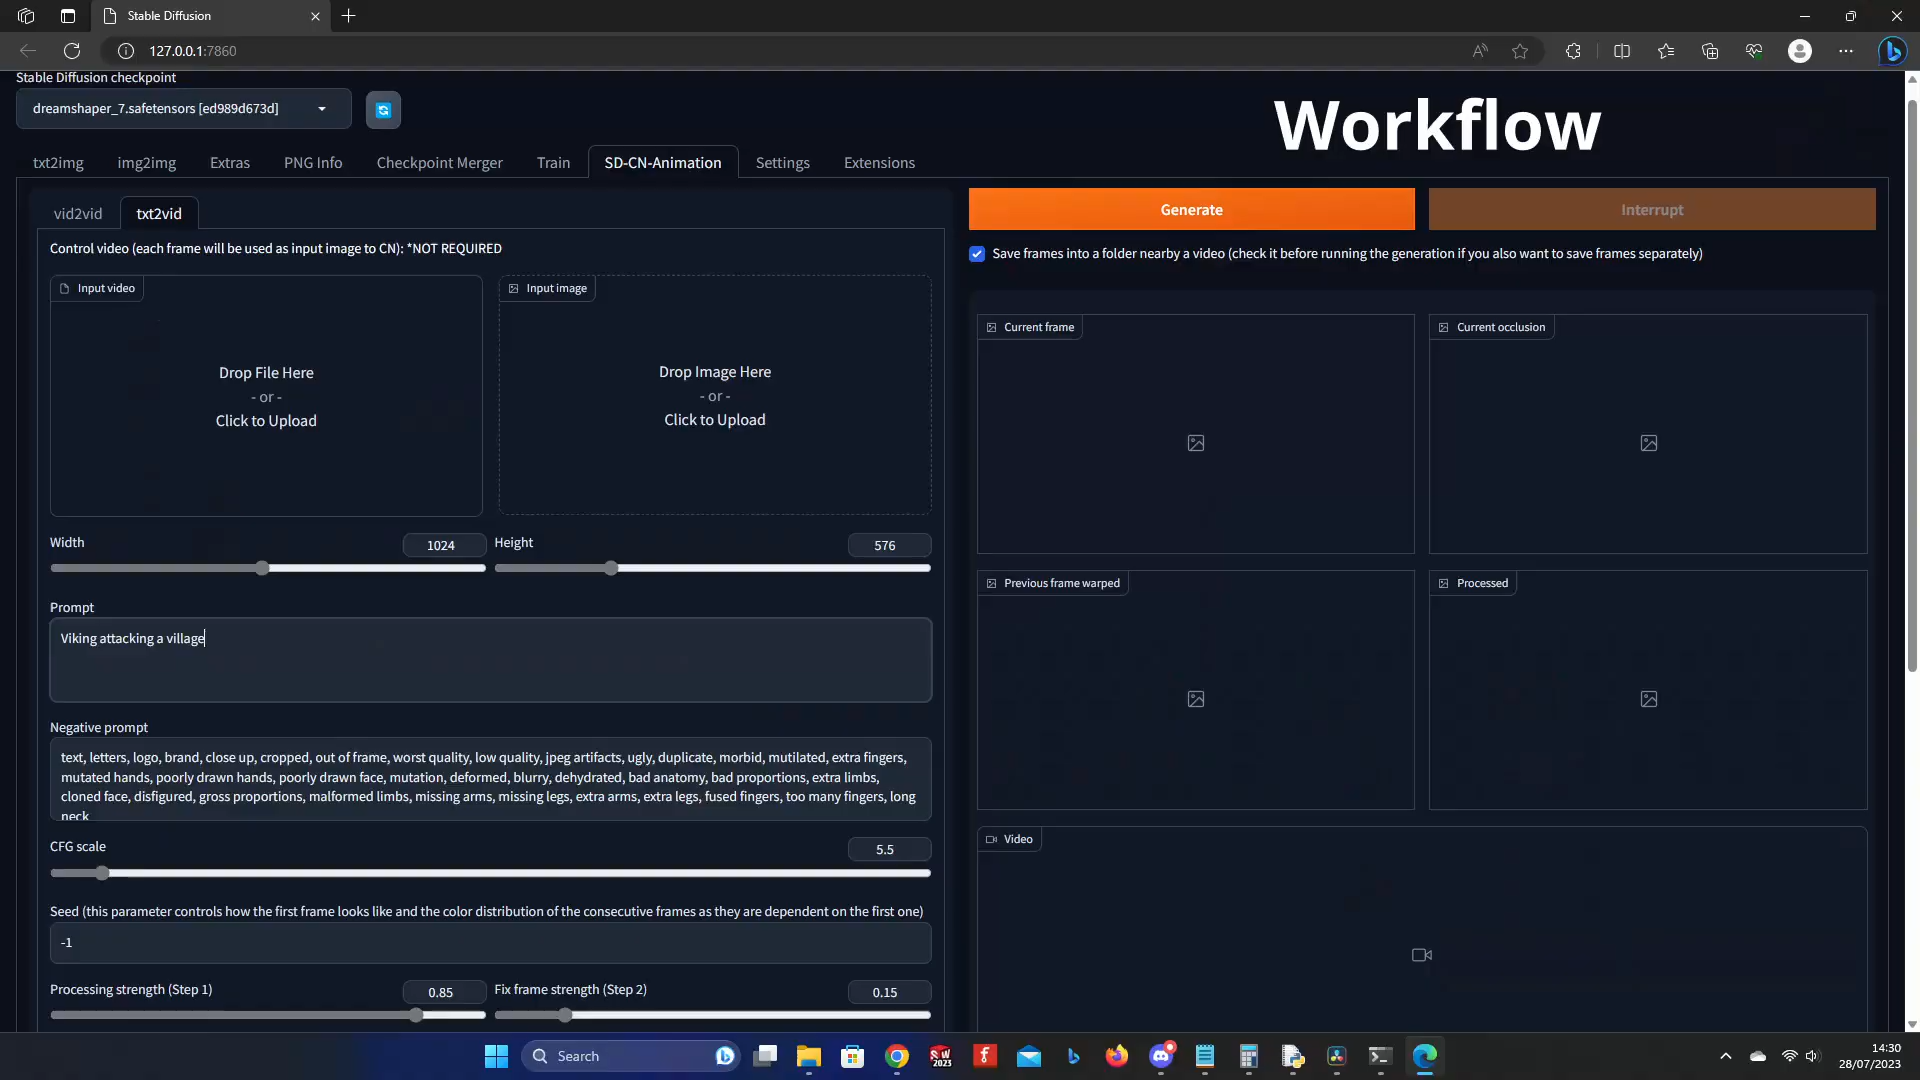 Stable Diffusion
127.0.0.1:7860
Stable Diffusion checkpoint
dreamshaper_7.safetensors [ed989d673d]
Workflow
txt2img img2img Extras PNG Info Checkpoint Merger Train SD-CN-Animation Settings Extensions
vid2vid txt2vid
Generate Interrupt
Control video (each frame will be used as input image to CN): *NOT REQUIRED
Save frames into a folder nearby a video (check it before running the generation if you also want to save frames separately)
Input video Input image
Current frame Current occlusion
Drop File Here Drop Image Here
- or - - or -
Click to Upload Click to Upload
Width 1024 Height 576
Previous frame warped Processed
Prompt
Viking attacking a village
Negative prompt
text, letters, logo, brand, close up, cropped, out of frame, worst quality, low quality, jpeg artifacts, ugly, duplicate, morbid, mutilated, extra fingers,
mutated hands, poorly drawn hands, poorly drawn face, mutation, deformed, blurry, dehydrated, bad anatomy, bad proportions, extra limbs,
cloned face, disfigured, gross proportions, malformed limbs, missing arms, missing legs, extra arms, extra legs, fused fingers, too many fingers, long
neck
Video
CFG scale 5.5
Seed (this parameter controls how the first frame looks like and the color distribution of the consecutive frames as they are dependent on the first one)
-1
Processing strength (Step 1) 0.85 Fix frame strength (Step 2) 0.15
Search
SW
2023
14:30
28/07/2023